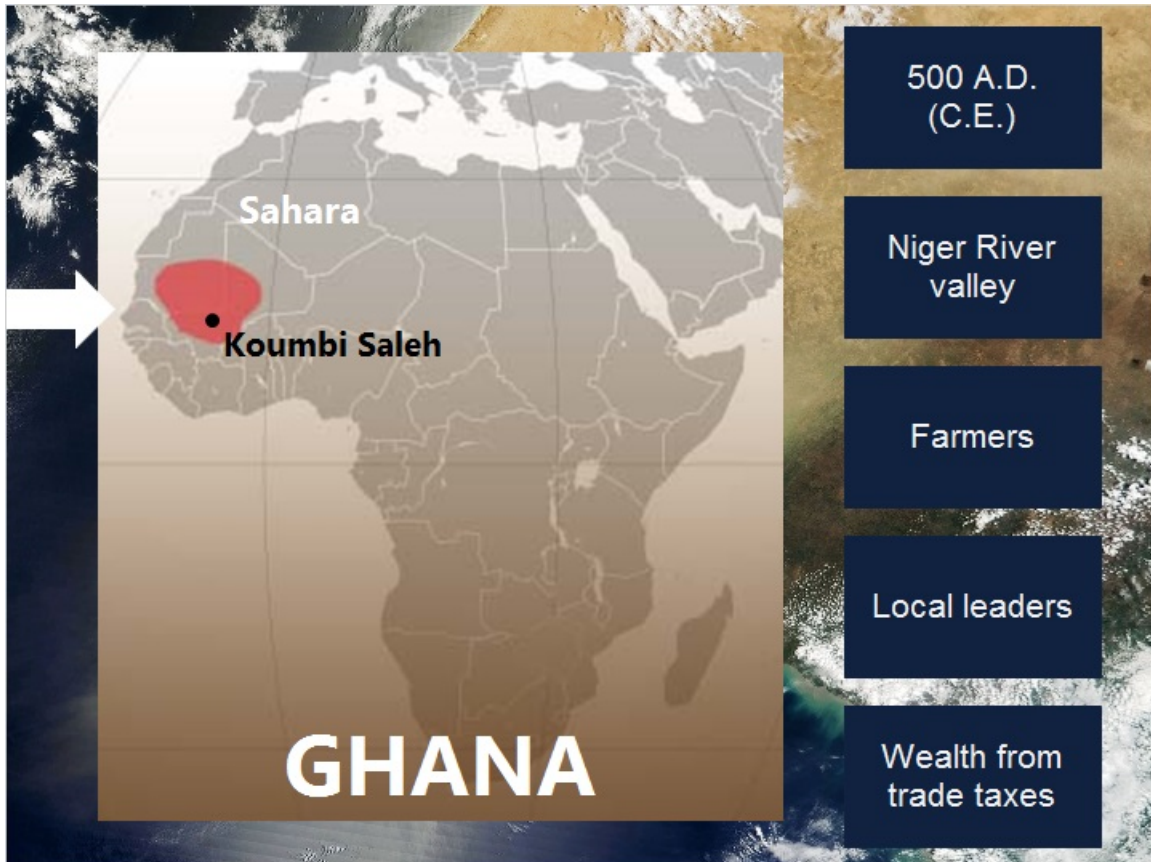 Sahara
Koumbi Saleh
GHANA
500 A.D.
(C.E.)
Niger River
valley
Farmers
Local leaders
Wealth from
trade taxes